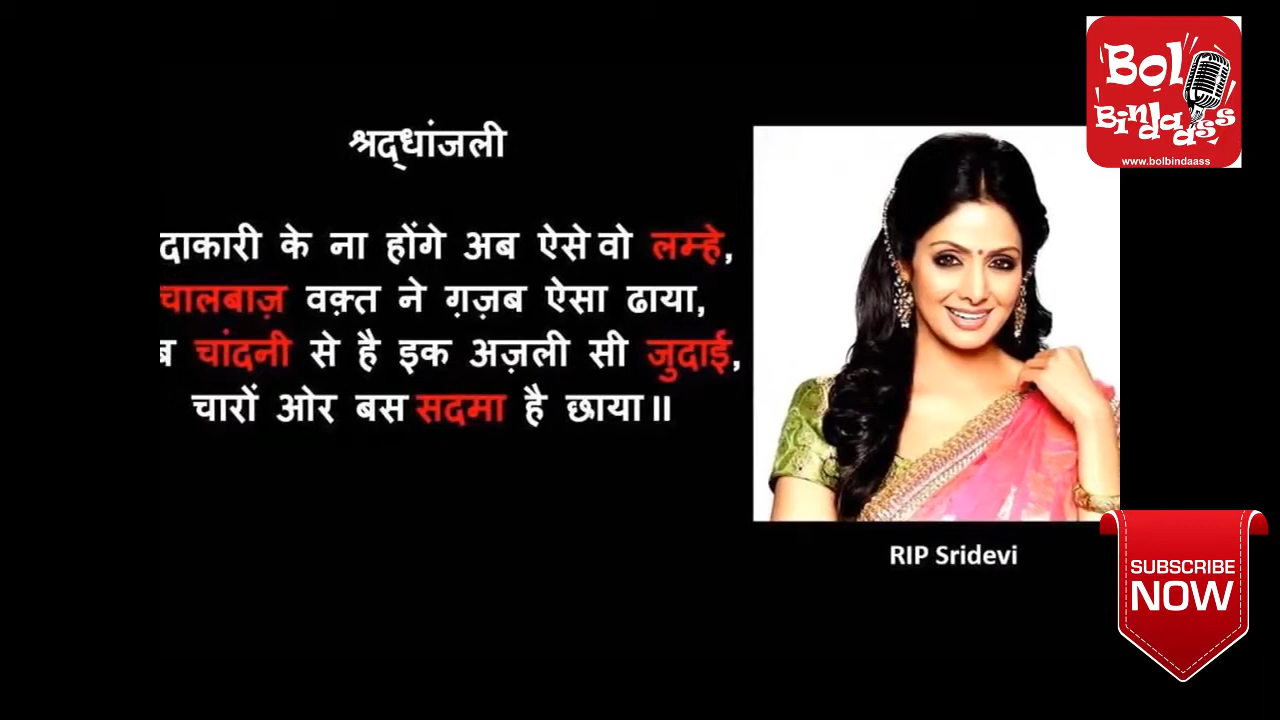 श्रद्धांजली
दाकारी के ना होंगे अब ऐसे वो लम्हे,
चालबाज़ वक़्त ने ग़ज़ब ऐसा ढाया,
ब चांदनी से है इक अज़ली सी जुदाई,
चारों ओर बस सदमा है छाया॥
RIP Sridevi
Bol
Bindaass
www.bolbindaass
SUBSCRIBE
NOW